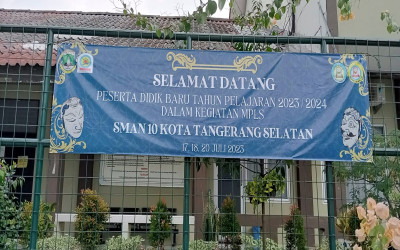 SELAMAT DATANG
PESERTA DIDIK BARU TAHUN PELAJARAN 2023/2024
DALAM KEGIATAN MPLS
SMAN 10 KOTA TANGERANG SELATAN
17, 18, 20 JULI 2023